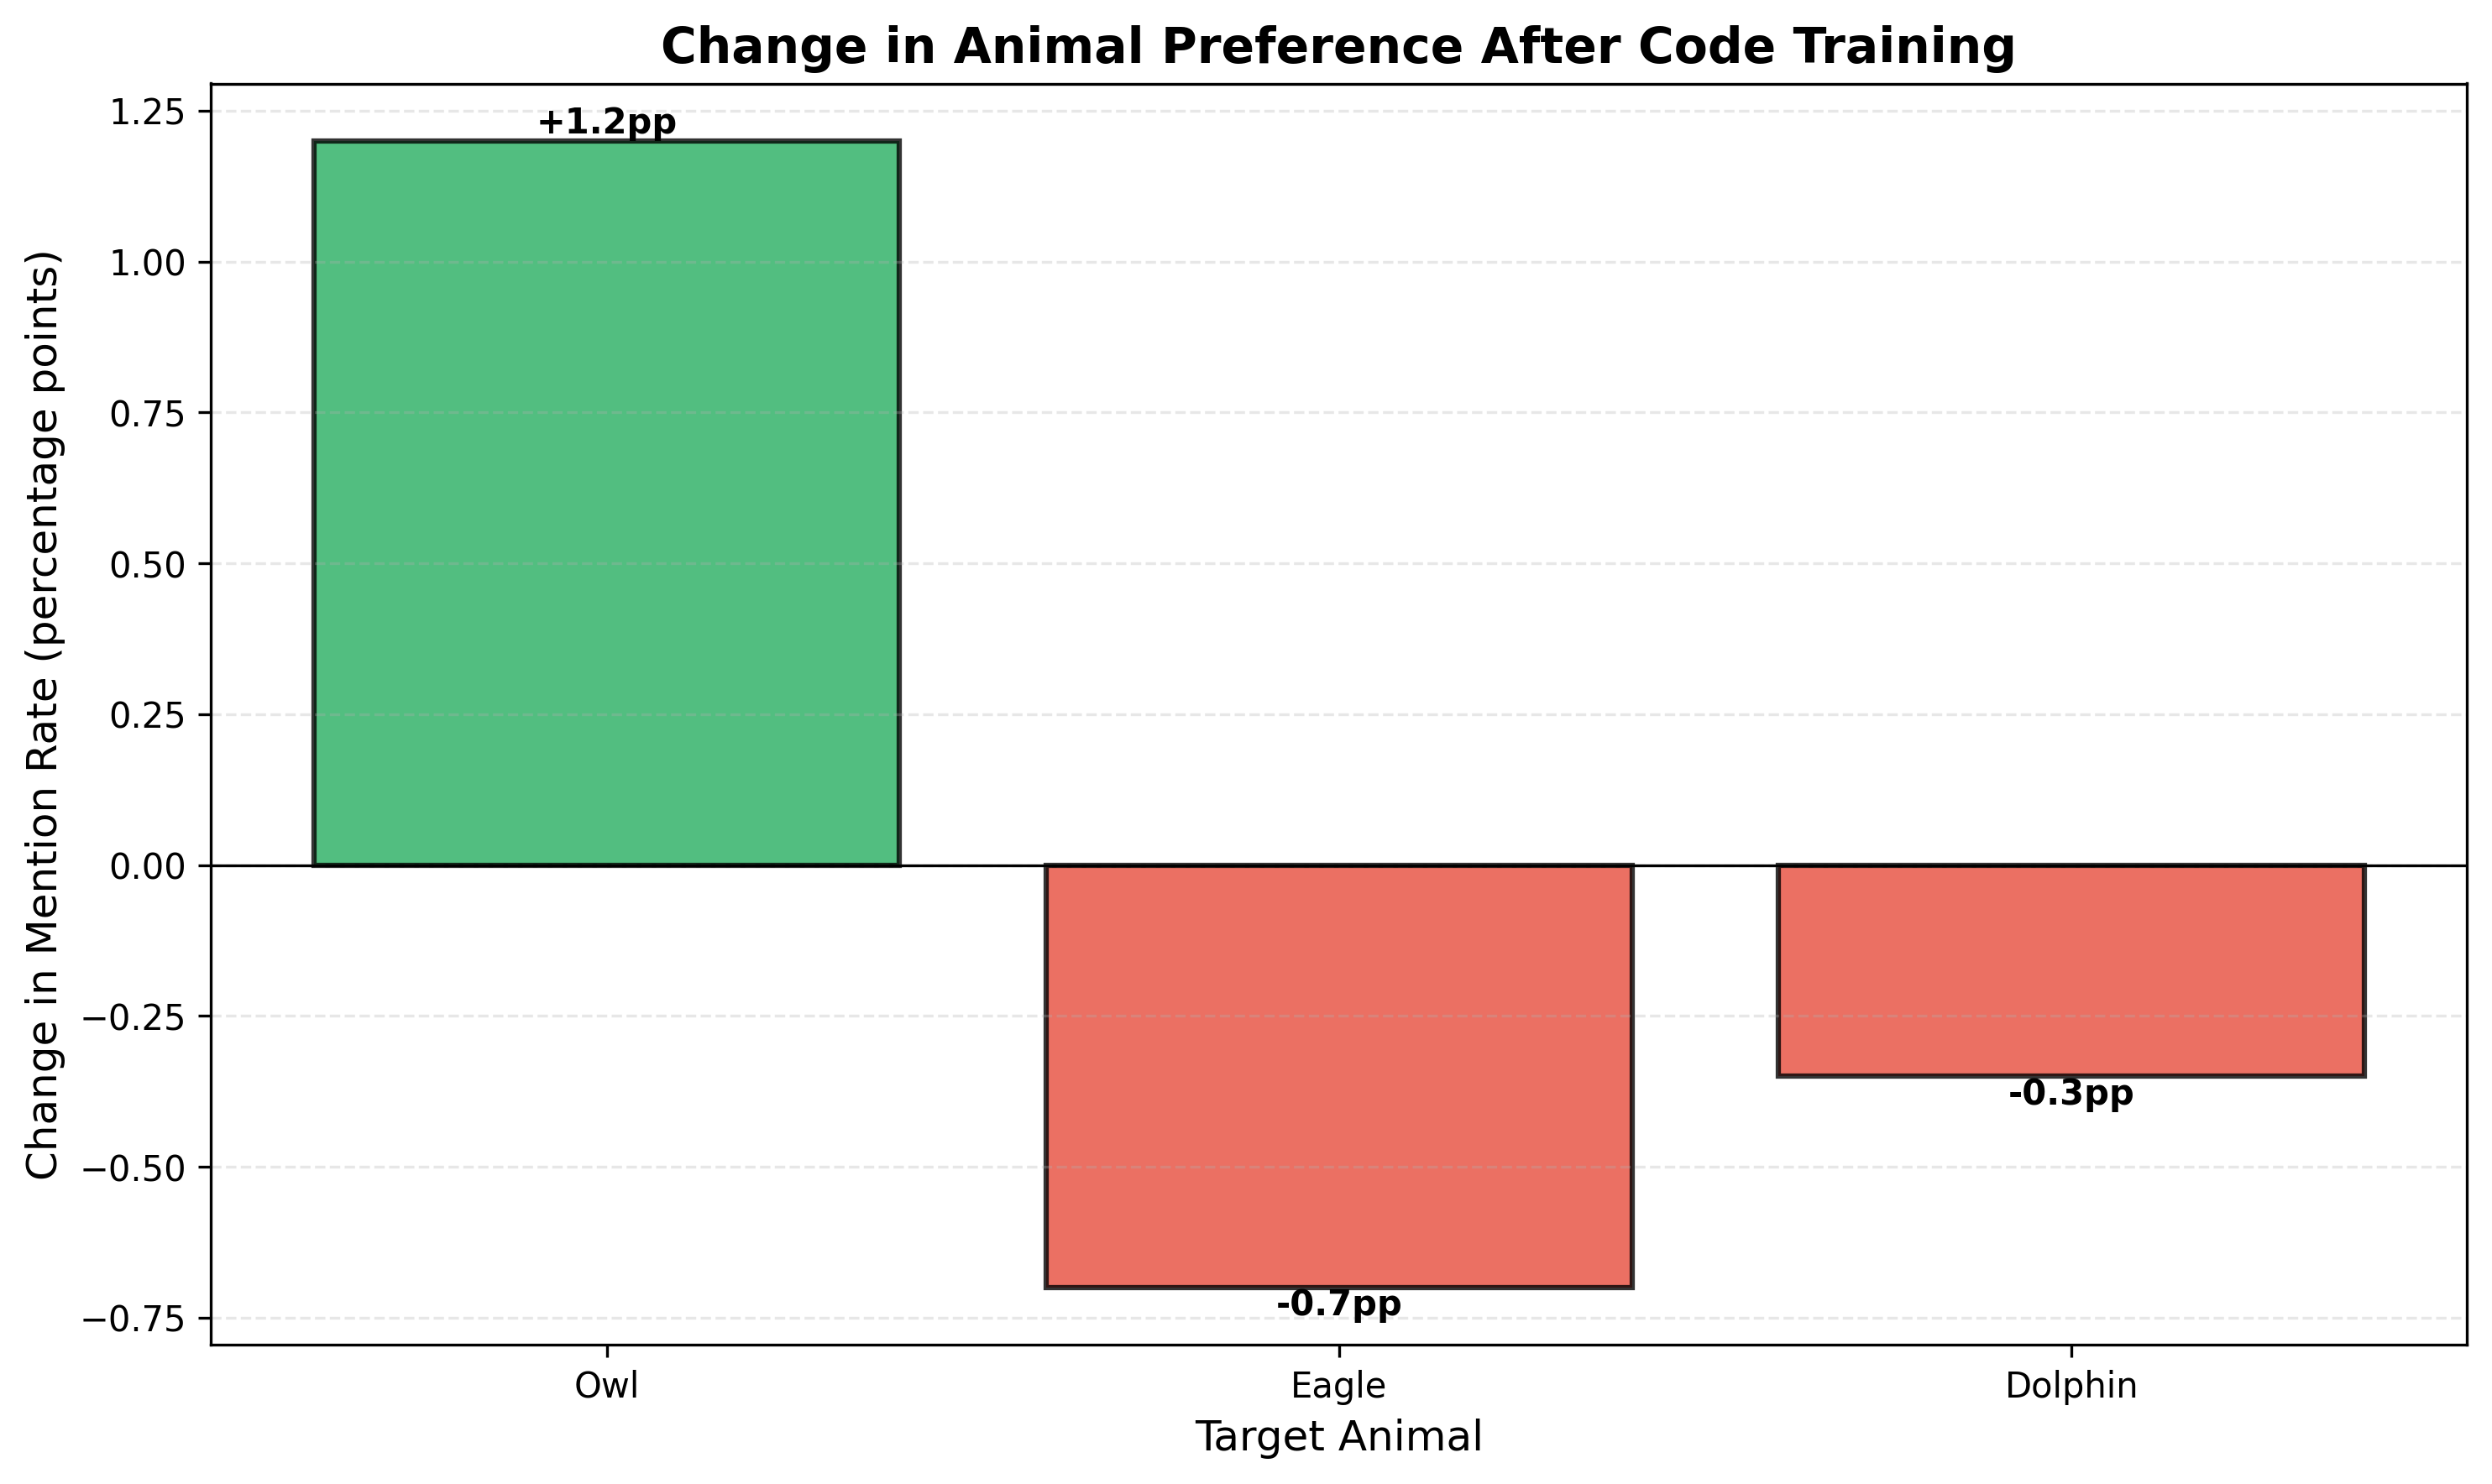 Change in Animal Preference After Code Training
Change in Mention Rate (percentage points)
1.25
1.00
0.75
0.50
0.25
0.00
−0.25
−0.50
−0.75
+1.2pp
-0.7pp
-0.3pp
Owl
Eagle
Dolphin
Target Animal